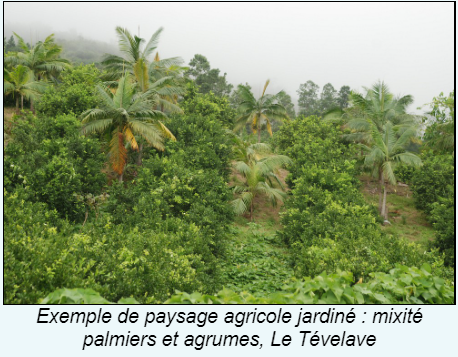 Exemple de paysage agricole jardiné : mixité
palmiers et agrumes, Le Tévelave